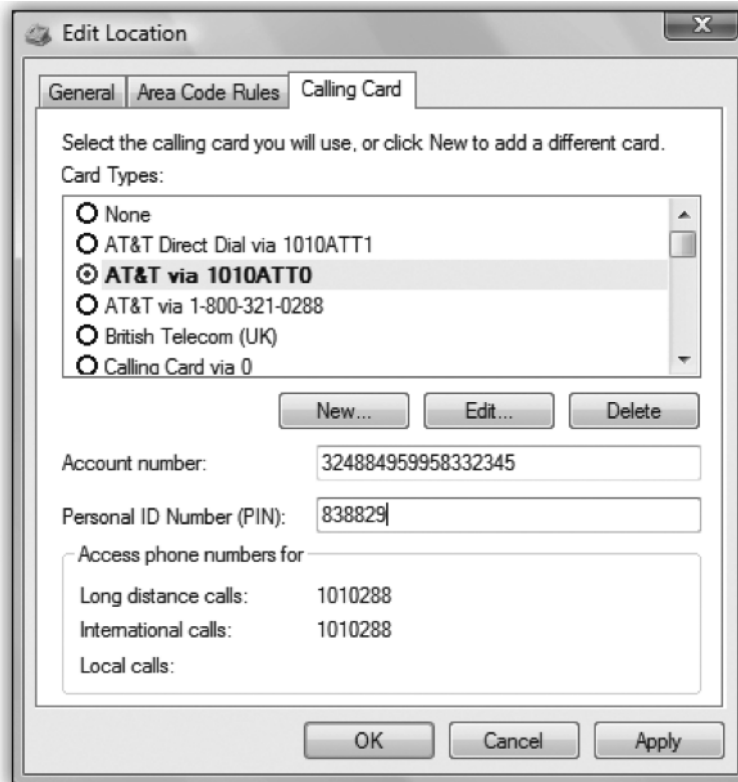 Edit Location
X
General Area Code Rules Calling Card
Select the calling card you will use, or click New to add a different card.
Card Types:
None
AT&T Direct Dial via 1010ATT1
AT&T via 1010ATT0
AT&T via 1-800-321-0288
British Telecom (UK)
Calling Card via 0
New... Edit... Delete
Account number: 324884959958332345
Personal ID Number (PIN): 838829
Access phone numbers for
Long distance calls: 1010288
International calls: 1010288
Local calls:
OK Cancel Apply